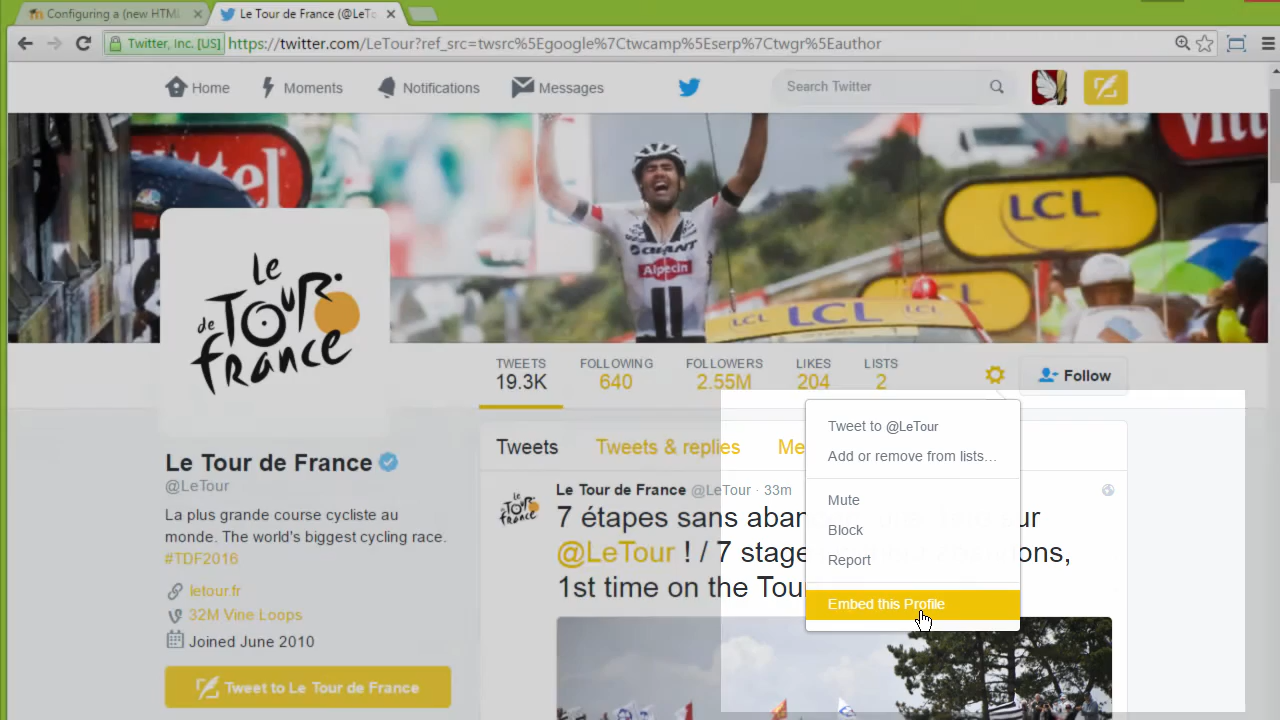 Configuring a (new HTML
Le Tour de France (@LeTo
Twitter, Inc. [US]
https://twitter.com/LeTour?ref_src=twsrc%5Egoogle%7Ctwcamp%5Eserp%7Ctwgr%5Eauthor
Home
Moments
Notifications
Messages
Search Twitter
Vittel
LCL
GIANT
Alpecin
LCL
LCL
LCL
Le
TOUR
de
france
TWEETS
19.3K
FOLLOWING
640
FOLLOWERS
2.55M
LIKES
204
LISTS
2
Follow
Tweet to @LeTour
Add or remove from lists…
Mute
Block
Report
Embed this Profile
Tweets
Tweets & replies
Me
Le Tour de France
@LeTour
La plus grande course cycliste au
monde. The world's biggest cycling race.
#TDF2016
letour.fr
32M Vine Loops
Joined June 2010
Tweet to Le Tour de France
Le Tour de France @LeTour · 33m
7 étapes sans
@LeTour ! / 7 stage
1st time on the Tour